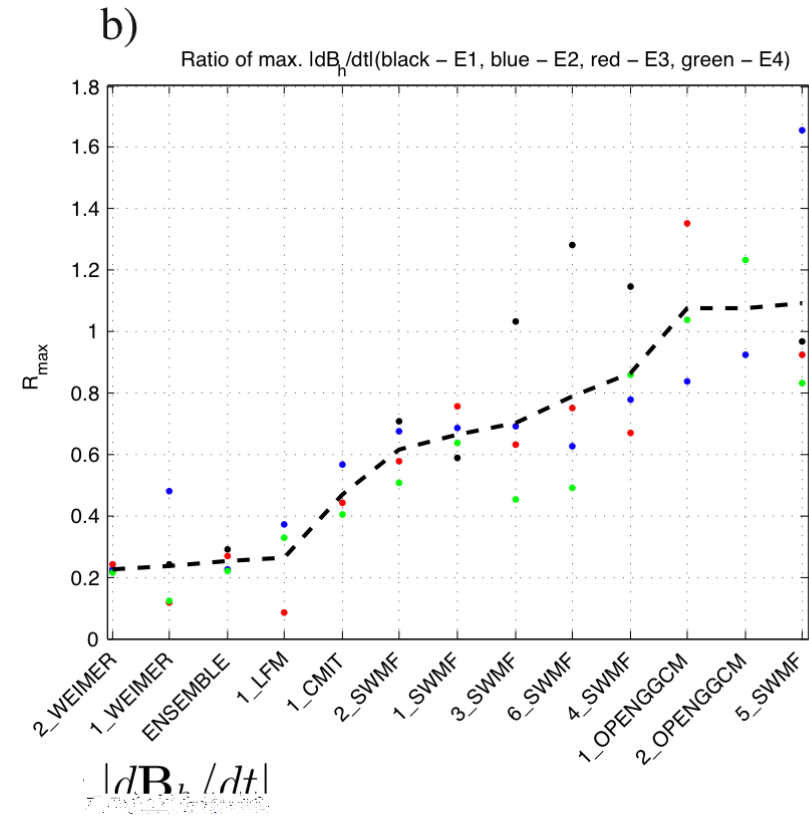 b)
Ratio of max. |dB_h/dt|(black − E1, blue − E2, red − E3, green − E4)
1.8
1.6
1.4
1.2
1
0.8
0.6
0.4
0.2
0
R_max
2_WEIMER
1_WEIMER
ENSEMBLE
1_LFM
1_CMIT
2_SWMF
1_SWMF
3_SWMF
6_SWMF
4_SWMF
1_OPENGGCM
2_OPENGGCM
5_SWMF
|dB_h/dt|